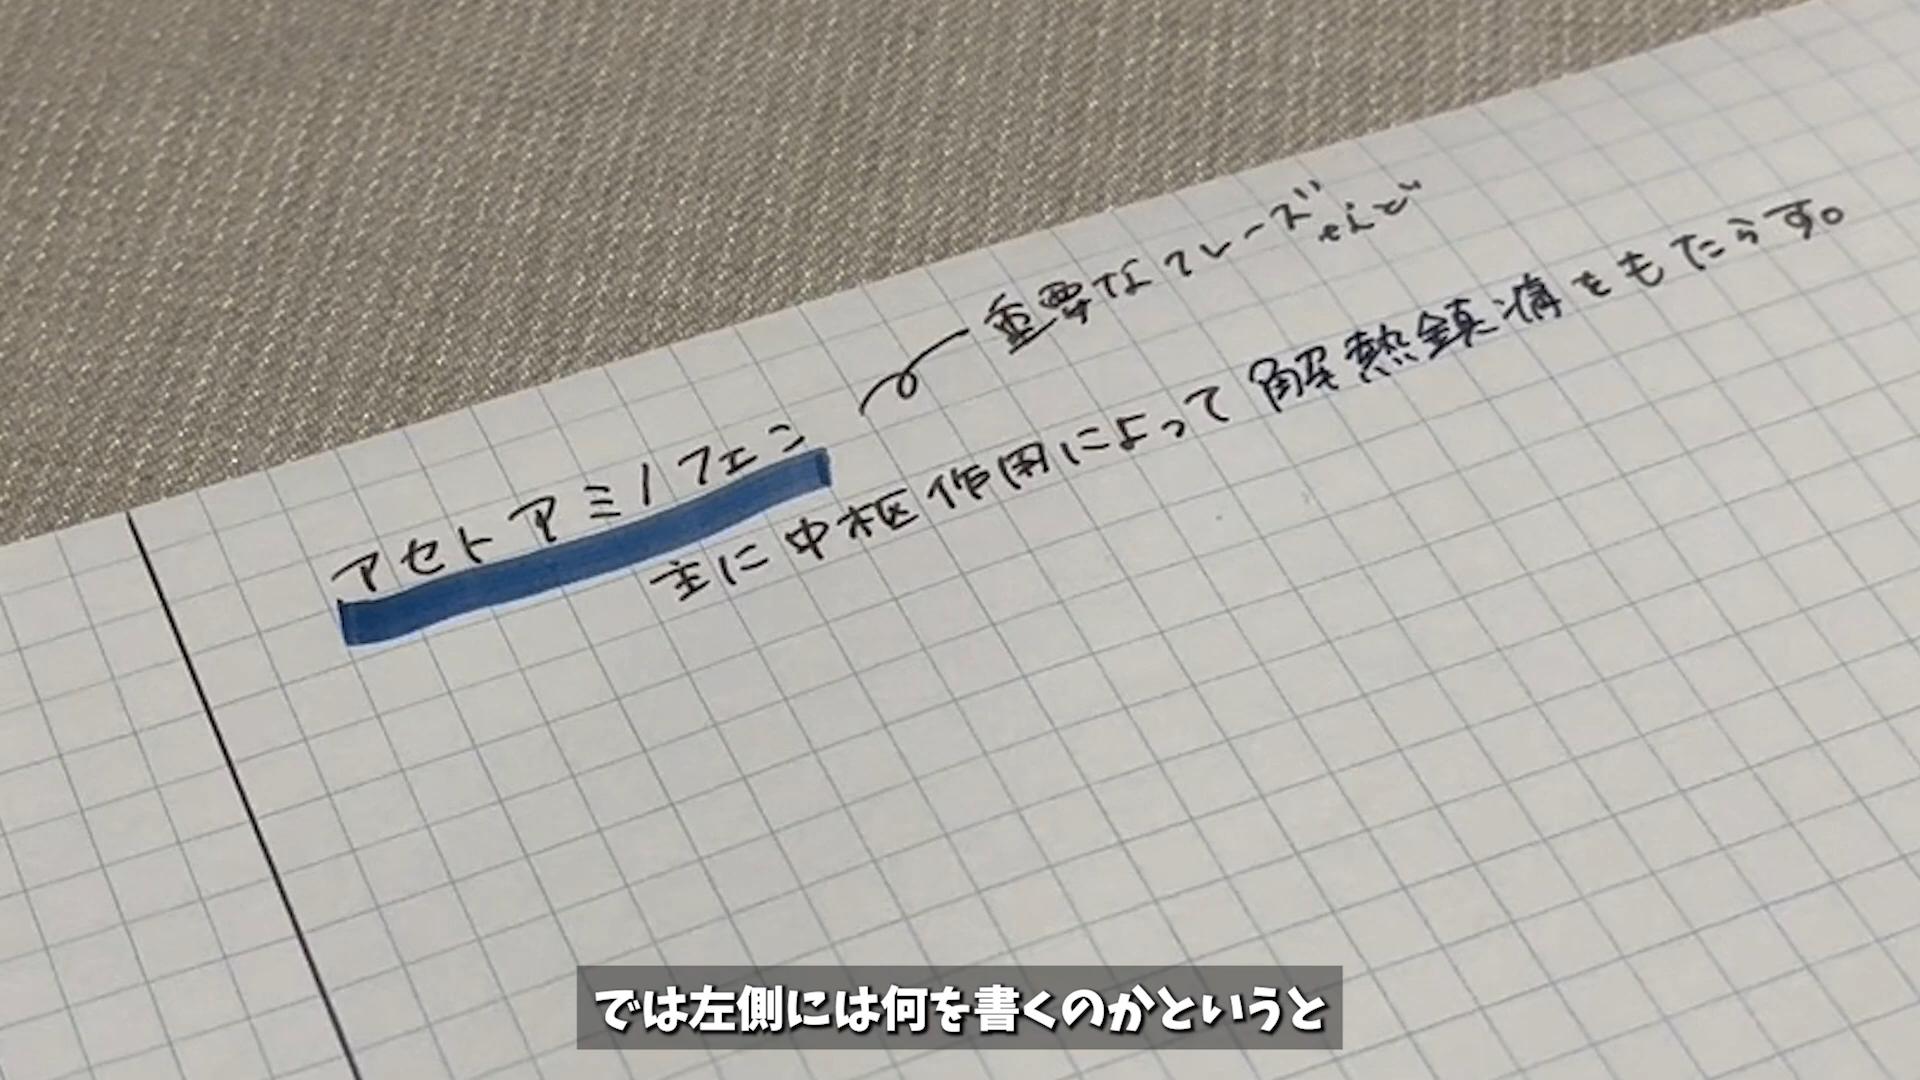 重要なフレーズ
など
アセトアミノフェン
主に中枢作用によって解熱鎮痛をもたらす。
では左側には何を書くのかというと